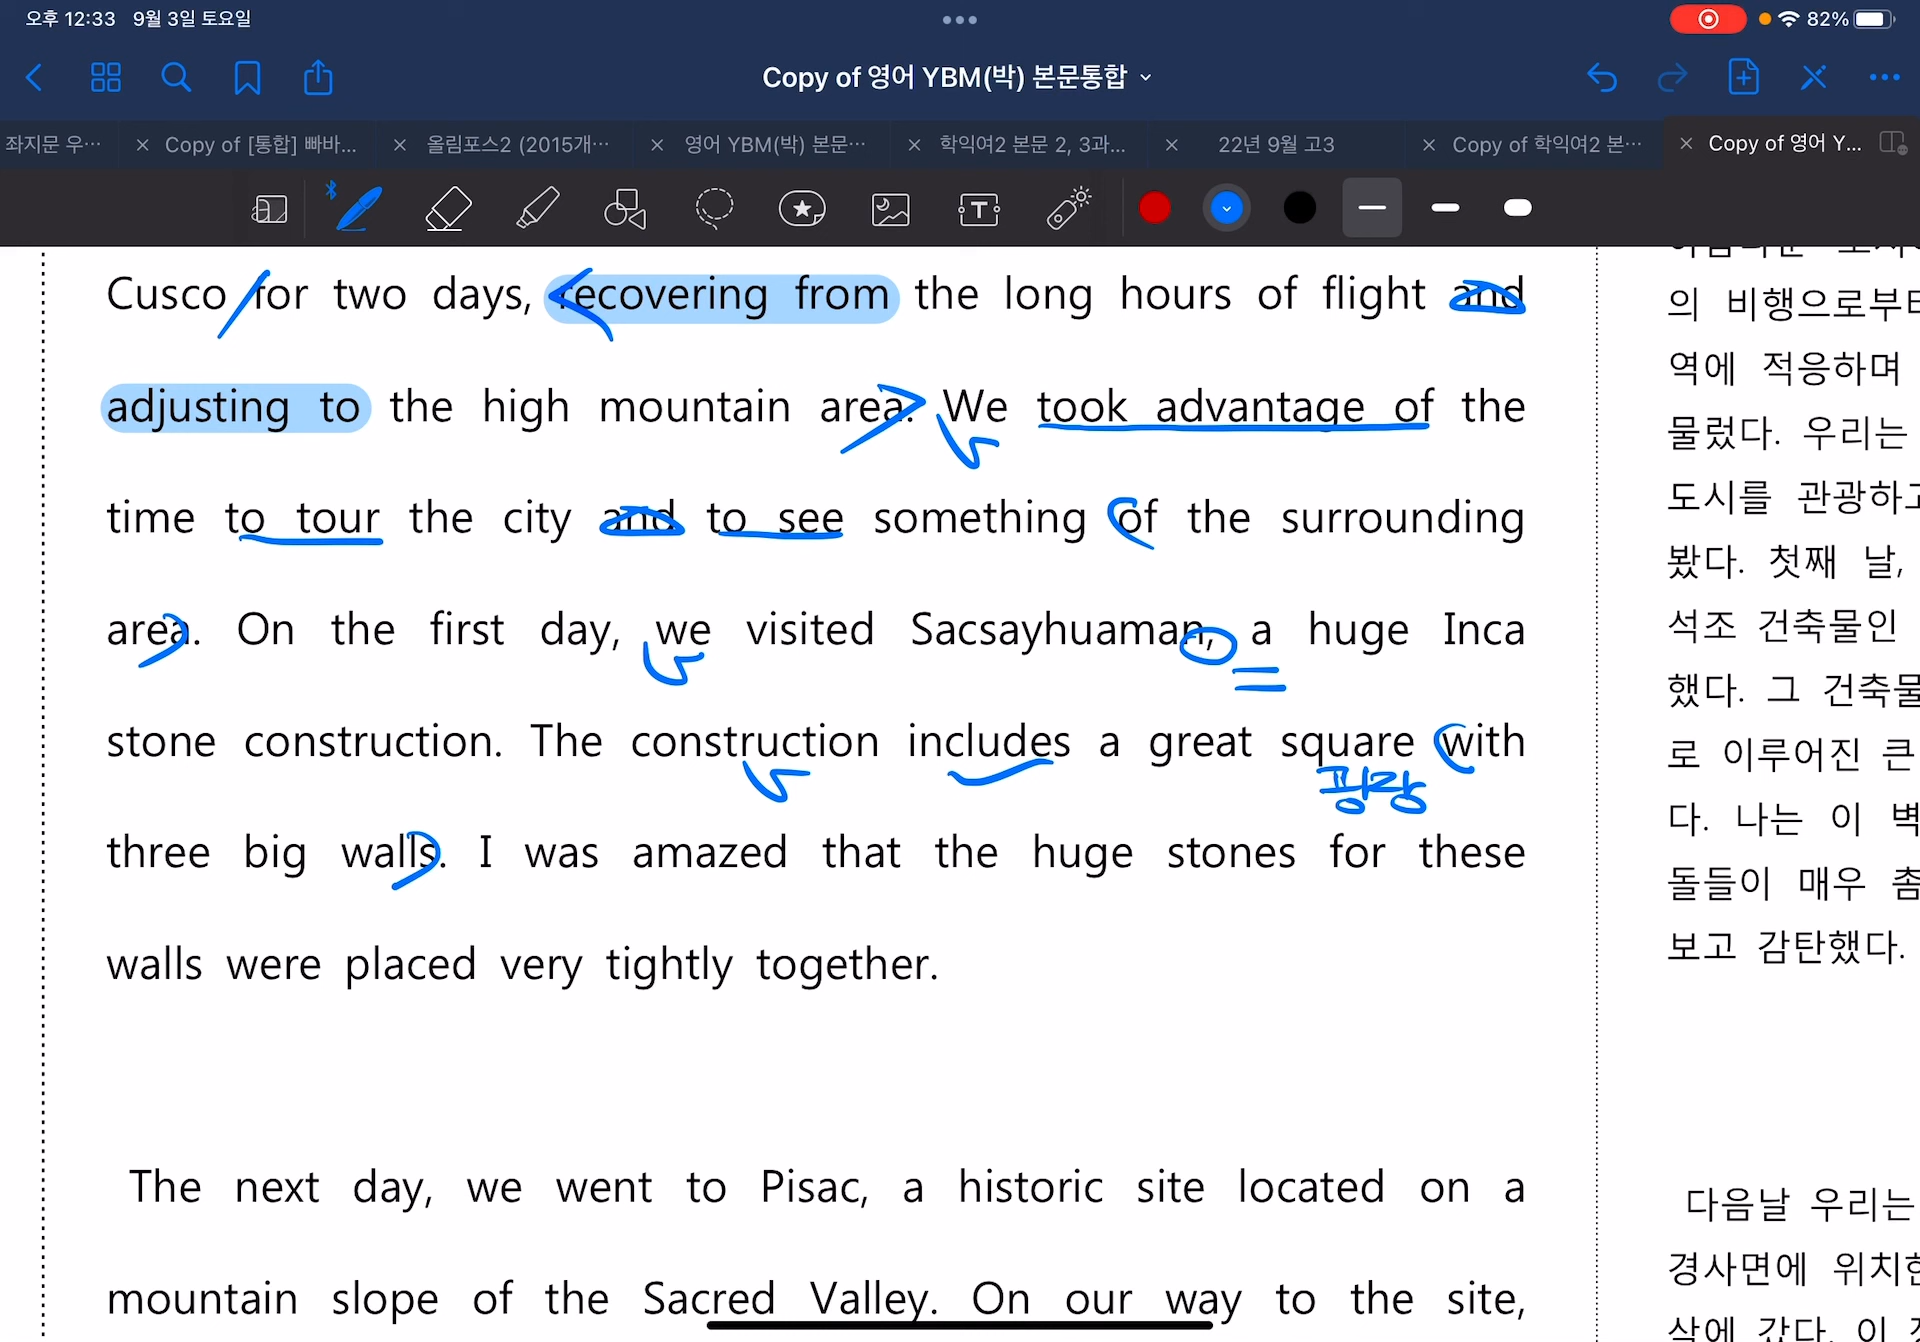 오후 12:33 9월 3일 토요일
82%
Copy of 영어 YBM(박) 본문통합
좌지문 우… Copy of [통합] 빠바... 올림포스2 (2015개… 영어 YBM(박) 본문… 학익여2 본문 2, 3과... 22년 9월 고3 Copy of 학익여2 본… Copy of 영어 Y...
Cusco for two days, recovering from the long hours of flight and
adjusting to the high mountain area. We took advantage of the
time to tour the city and to see something of the surrounding
area. On the first day, we visited Sacsayhuaman, a huge Inca
stone construction. The construction includes a great square with
광장
three big walls. I was amazed that the huge stones for these
walls were placed very tightly together.
The next day, we went to Pisac, a historic site located on a
mountain slope of the Sacred Valley. On our way to the site,
의 비행으로부터
역에 적응하며
물렀다. 우리는
도시를 관광하고
봤다. 첫째 날,
석조 건축물인
했다. 그 건축물
로 이루어진 큰
다. 나는 이 벽
돌들이 매우 촘
보고 감탄했다.
다음날 우리는
경사면에 위치한